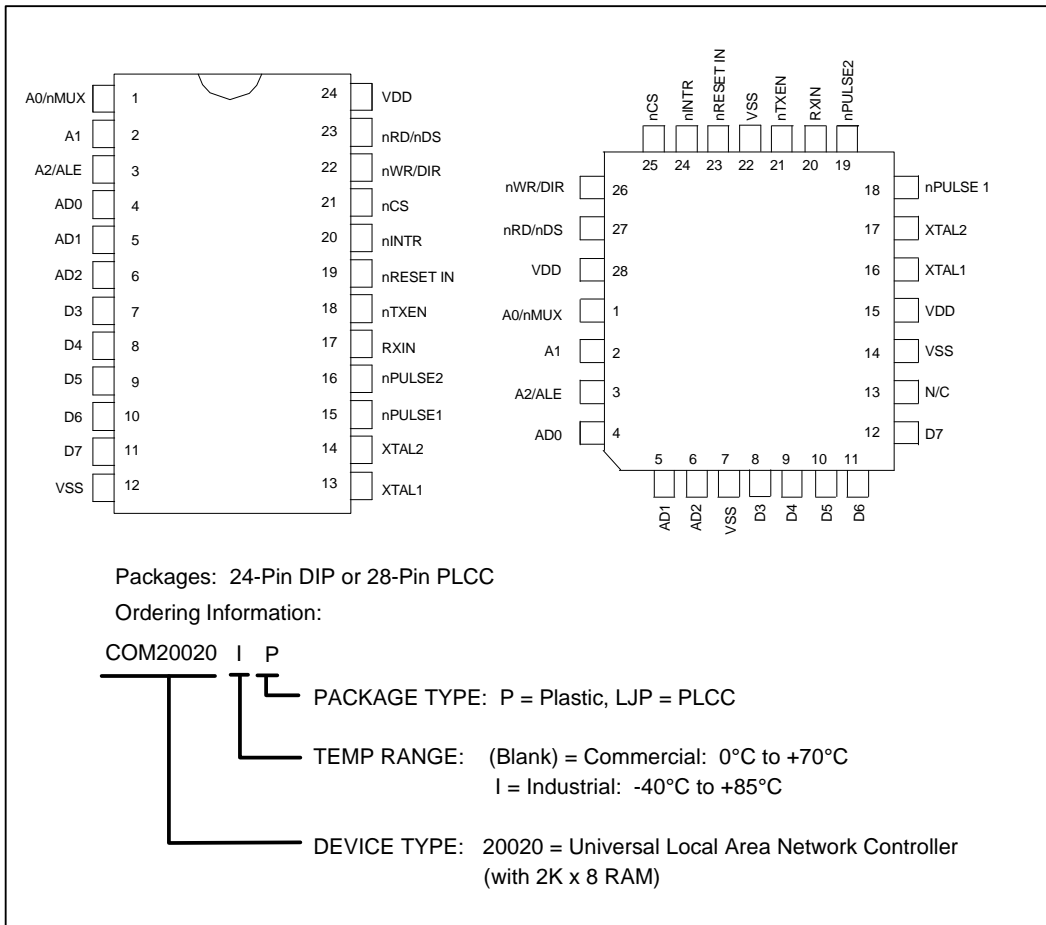 A0/nMUX 1 24 VDD
A1 2 23 nRD/nDS
A2/ALE 3 22 nWR/DIR
AD0 4 21 nCS
AD1 5 20 nINTR
AD2 6 19 nRESET IN
D3 7 18 nTXEN
D4 8 17 RXIN
D5 9 16 nPULSE2
D6 10 15 nPULSE1
D7 11 14 XTAL2
VSS 12 13 XTAL1
nCS nINTR nRESET IN VSS nTXEN RXIN nPULSE2
25 24 23 22 21 20 19
nWR/DIR 26 18 nPULSE 1
nRD/nDS 27 17 XTAL2
VDD 28 16 XTAL1
A0/nMUX 1 15 VDD
A1 2 14 VSS
A2/ALE 3 13 N/C
AD0 4 12 D7
5 6 7 8 9 10 11
AD1 AD2 VSS D3 D4 D5 D6
Packages: 24-Pin DIP or 28-Pin PLCC
Ordering Information:
COM20020 I P
PACKAGE TYPE: P = Plastic, LJP = PLCC
TEMP RANGE: (Blank) = Commercial: 0°C to +70°C
I = Industrial: -40°C to +85°C
DEVICE TYPE: 20020 = Universal Local Area Network Controller
(with 2K x 8 RAM)